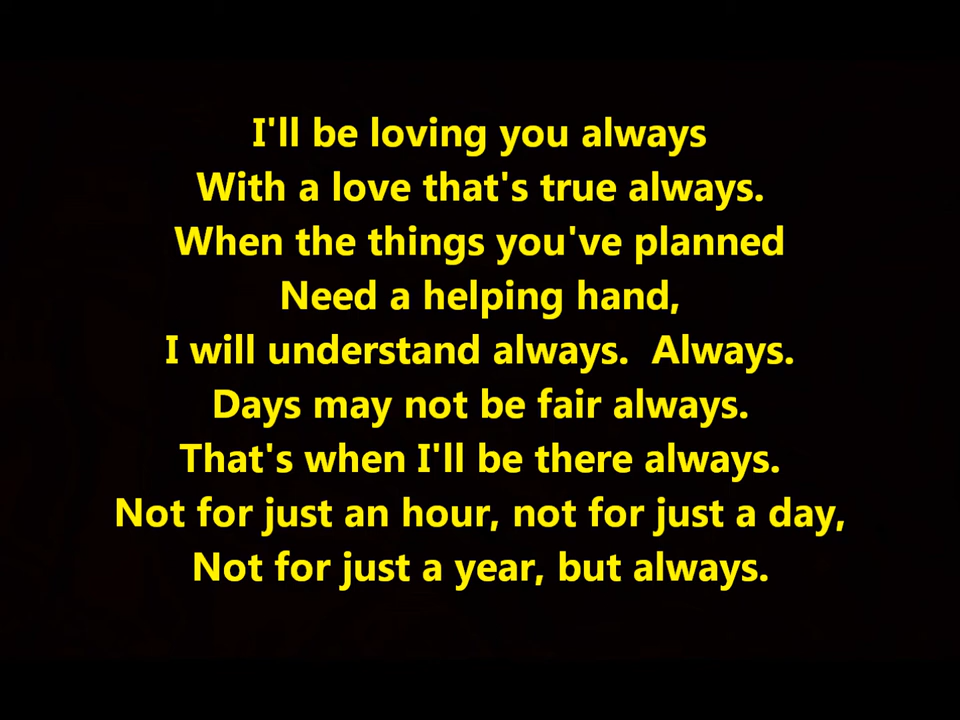 I'll be loving you always
With a love that's true always.
When the things you've planned
Need a helping hand,
I will understand always.  Always.
Days may not be fair always.
That's when I'll be there always.
Not for just an hour, not for just a day,
Not for just a year, but always.